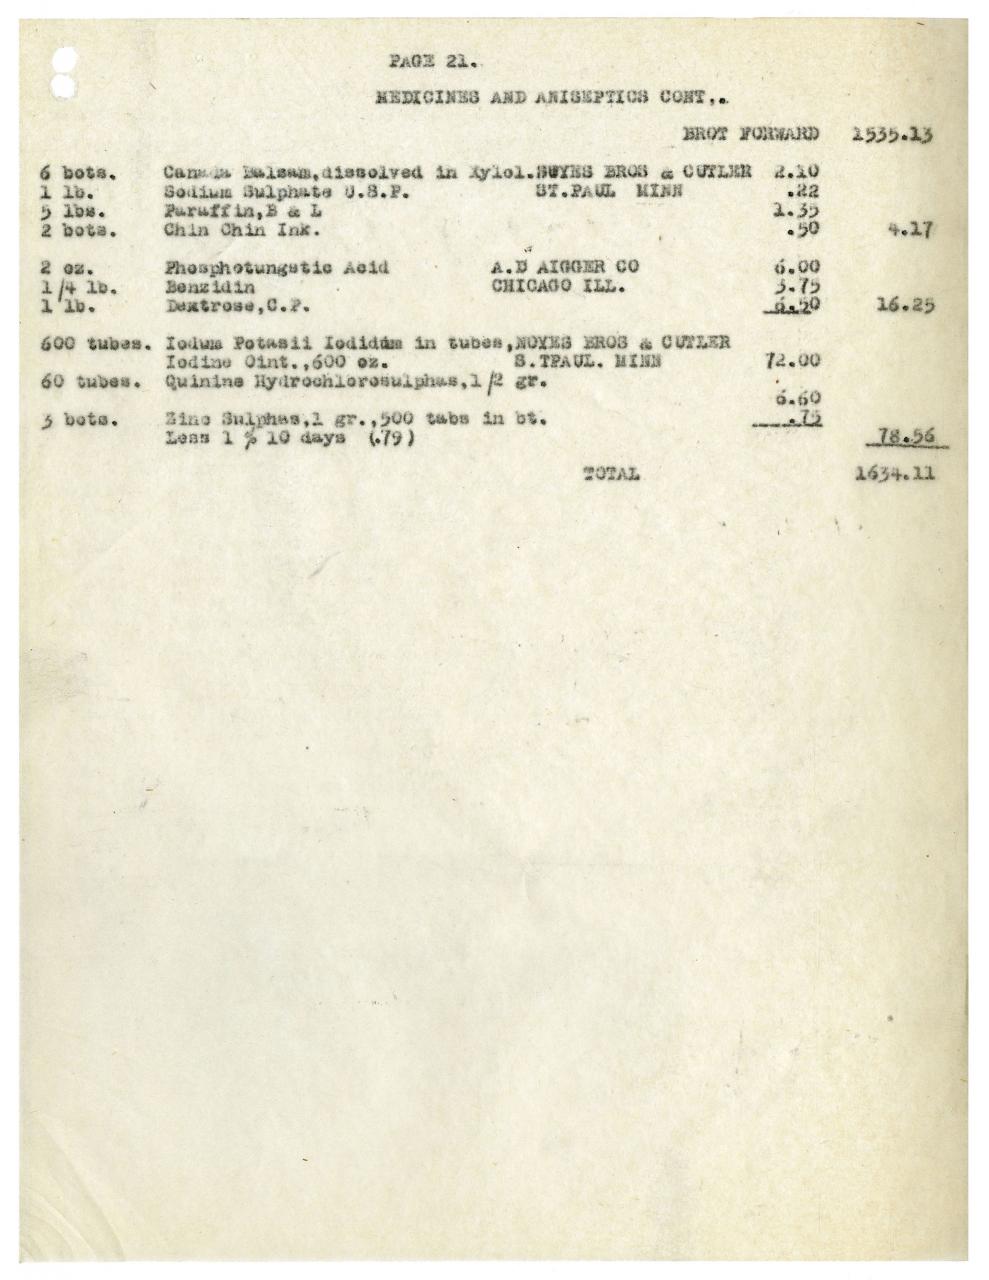 PAGE 21.
MEDICINES AND ANISEPTICS CONT,.
BROT FORWARD 1535.13
6 bots. Canada Balsam,dissolved in Xylol.NOYES BROS & CUTLER 2.10
1 lb. Sodium Sulphate U.S.P. ST.PAUL MINN .22
5 lbs. Paraffin,B & L 1.35
2 bots. Chin Chin Ink. .50 4.17
2 oz. Phosphotungstic Acid A.D AIGGER CO 6.00
1/4 lb. Benzidin CHICAGO ILL. 3.75
1 lb. Dextrose,C.P. 6.50 16.25
600 tubes. Iodum Potasii Iodidum in tubes,NOYES BROS & CUTLER
Iodine Oint.,600 oz. S.TPAUL. MINN 72.00
60 tubes. Quinine Hydrochlorosulphas,1/2 gr.
6.60
3 bots. Zinc Sulphas,1 gr.,500 tabs in bt. .75
Less 1 % 10 days (.79) 78.56
TOTAL 1634.11